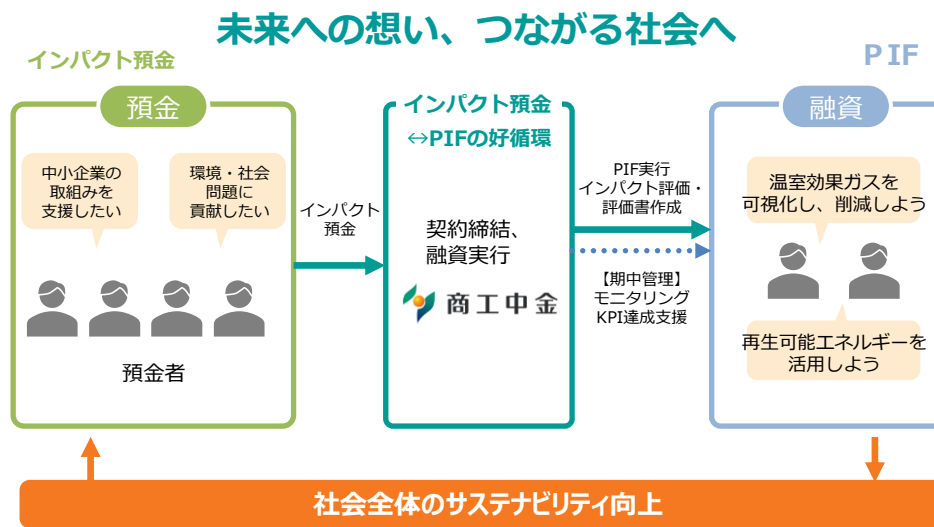 未来への想い、つながる社会へ
インパクト預金
PIF
預金
中小企業の
取組みを
支援したい
環境・社会
問題に
貢献したい
預金者
インパクト
預金
インパクト預金
↔PIFの好循環
契約締結、
融資実行
商工中金
PIF実行
インパクト評価・
評価書作成
【期中管理】
モニタリング
KPI達成支援
融資
温室効果ガスを
可視化し、削減しよう
再生可能エネルギーを
活用しよう
社会全体のサステナビリティ向上